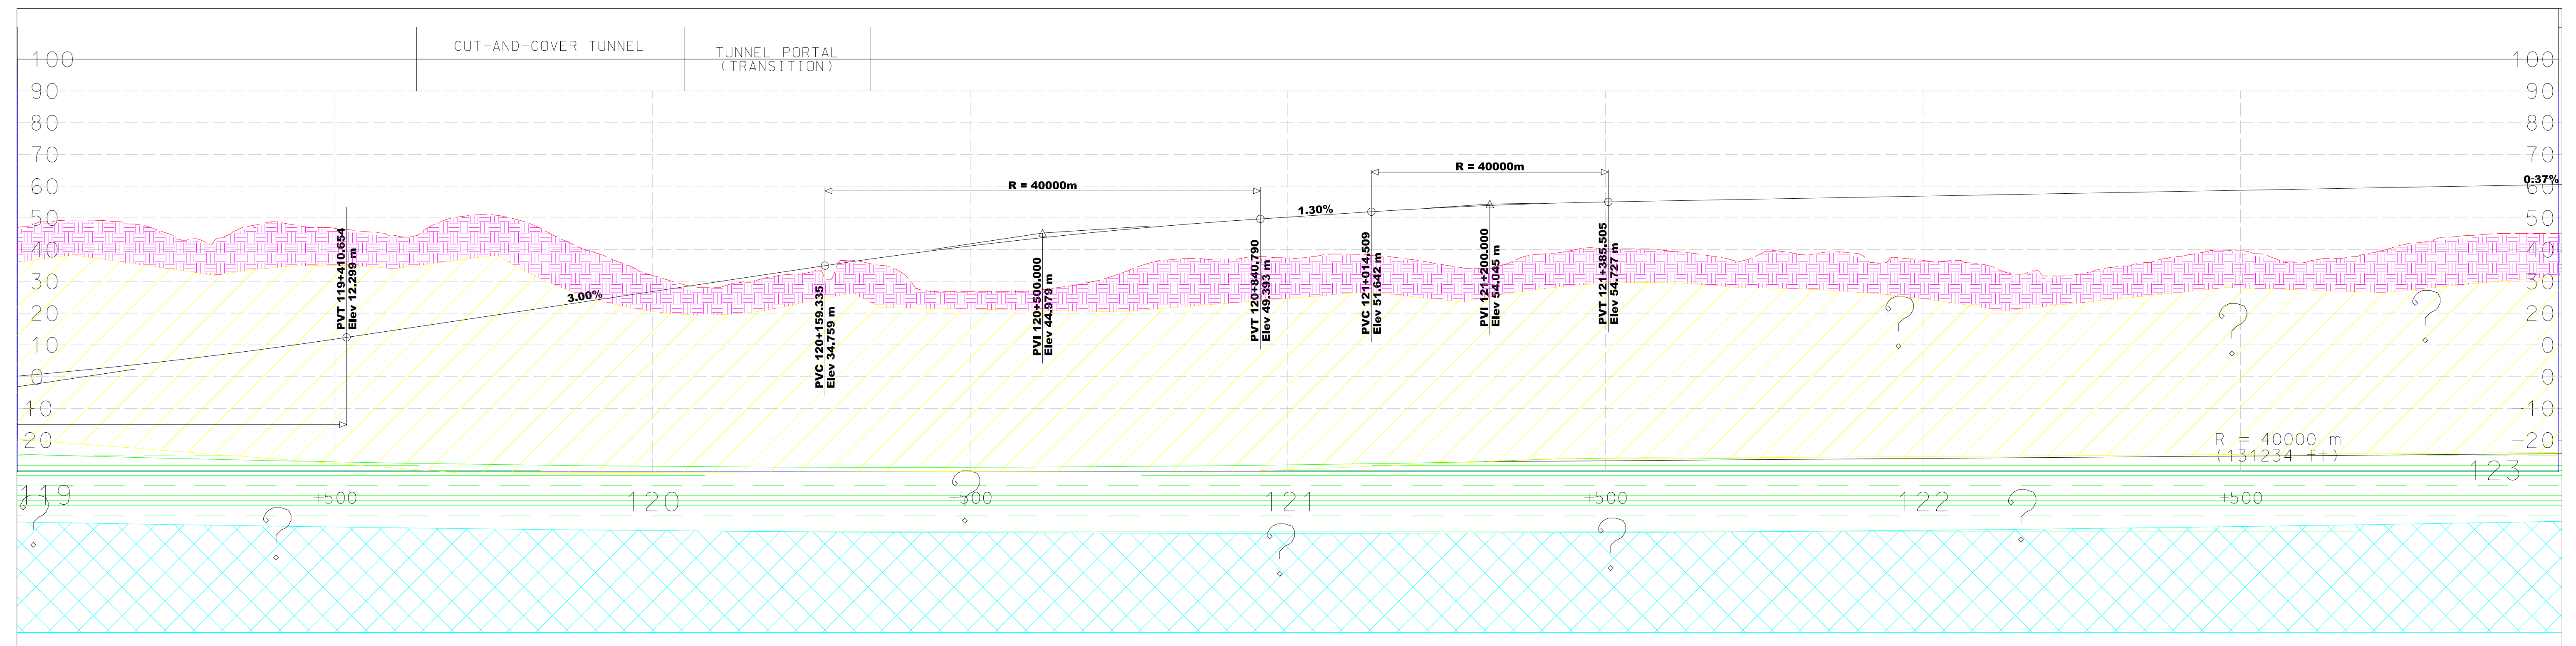 CUT-AND-COVER TUNNEL
TUNNEL PORTAL
(TRANSITION)
100
100
90
90
80
80
70
70
60
60
50
50
40
40
30
30
20
20
10
10
0
0
10
-10
20
-20
R = 40000m
R = 40000m
0.37%
1.30%
3.00%
PVT 119+410.654
Elev 12.299 m
PVC 120+159.335
Elev 34.759 m
PVI 120+500.000
Elev 44.979 m
PVT 120+840.790
Elev 49.393 m
PVC 121+014.509
Elev 51.642 m
PVI 121+200.000
Elev 54.045 m
PVT 121+385.505
Elev 54.727 m
?
?
?
R = 40000 m
(131234 ft)
119
+500
120
+500
121
+500
122
+500
123
?
?
?
?
?
?